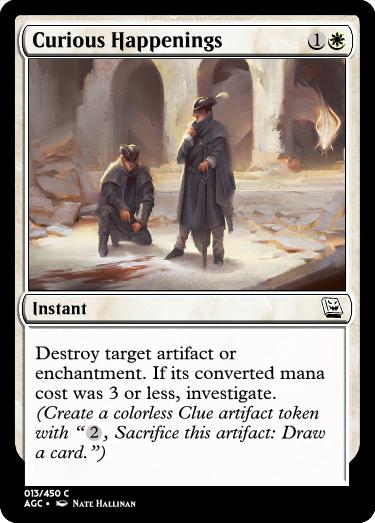 Curious Happenings 1
Instant
Destroy target artifact or
enchantment. If its converted mana
cost was 3 or less, investigate.
(Create a colorless Clue artifact token
with “2, Sacrifice this artifact: Draw
a card.”)
013/450 C
AGC • Nate Hallinan